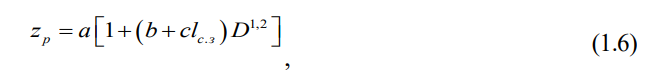 z_p = a[1+(b+cl_{с.з})D^{1,2}], (1.6)